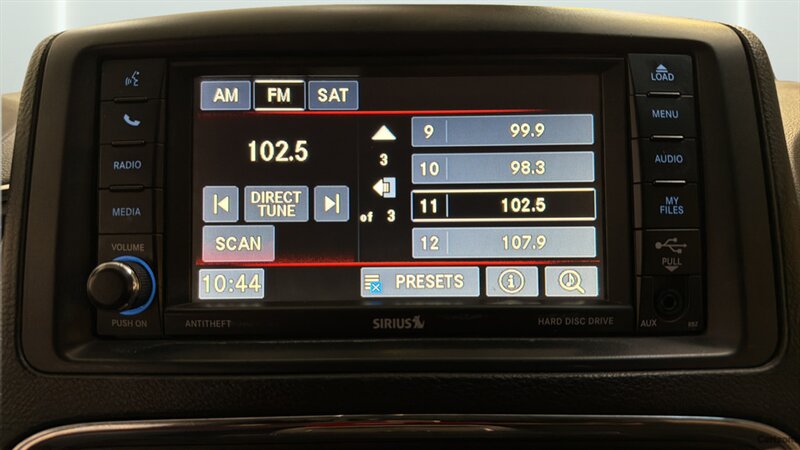 AM FM SAT
102.5
DIRECT
TUNE
SCAN
10:44
3
of 3
9 99.9
10 98.3
11 102.5
12 107.9
PRESETS
RADIO
MEDIA
VOLUME
PUSH ON
LOAD
MENU
AUDIO
MY
FILES
PULL
AUX
ANTITHEFT
SIRIUS
HARD DISC DRIVE